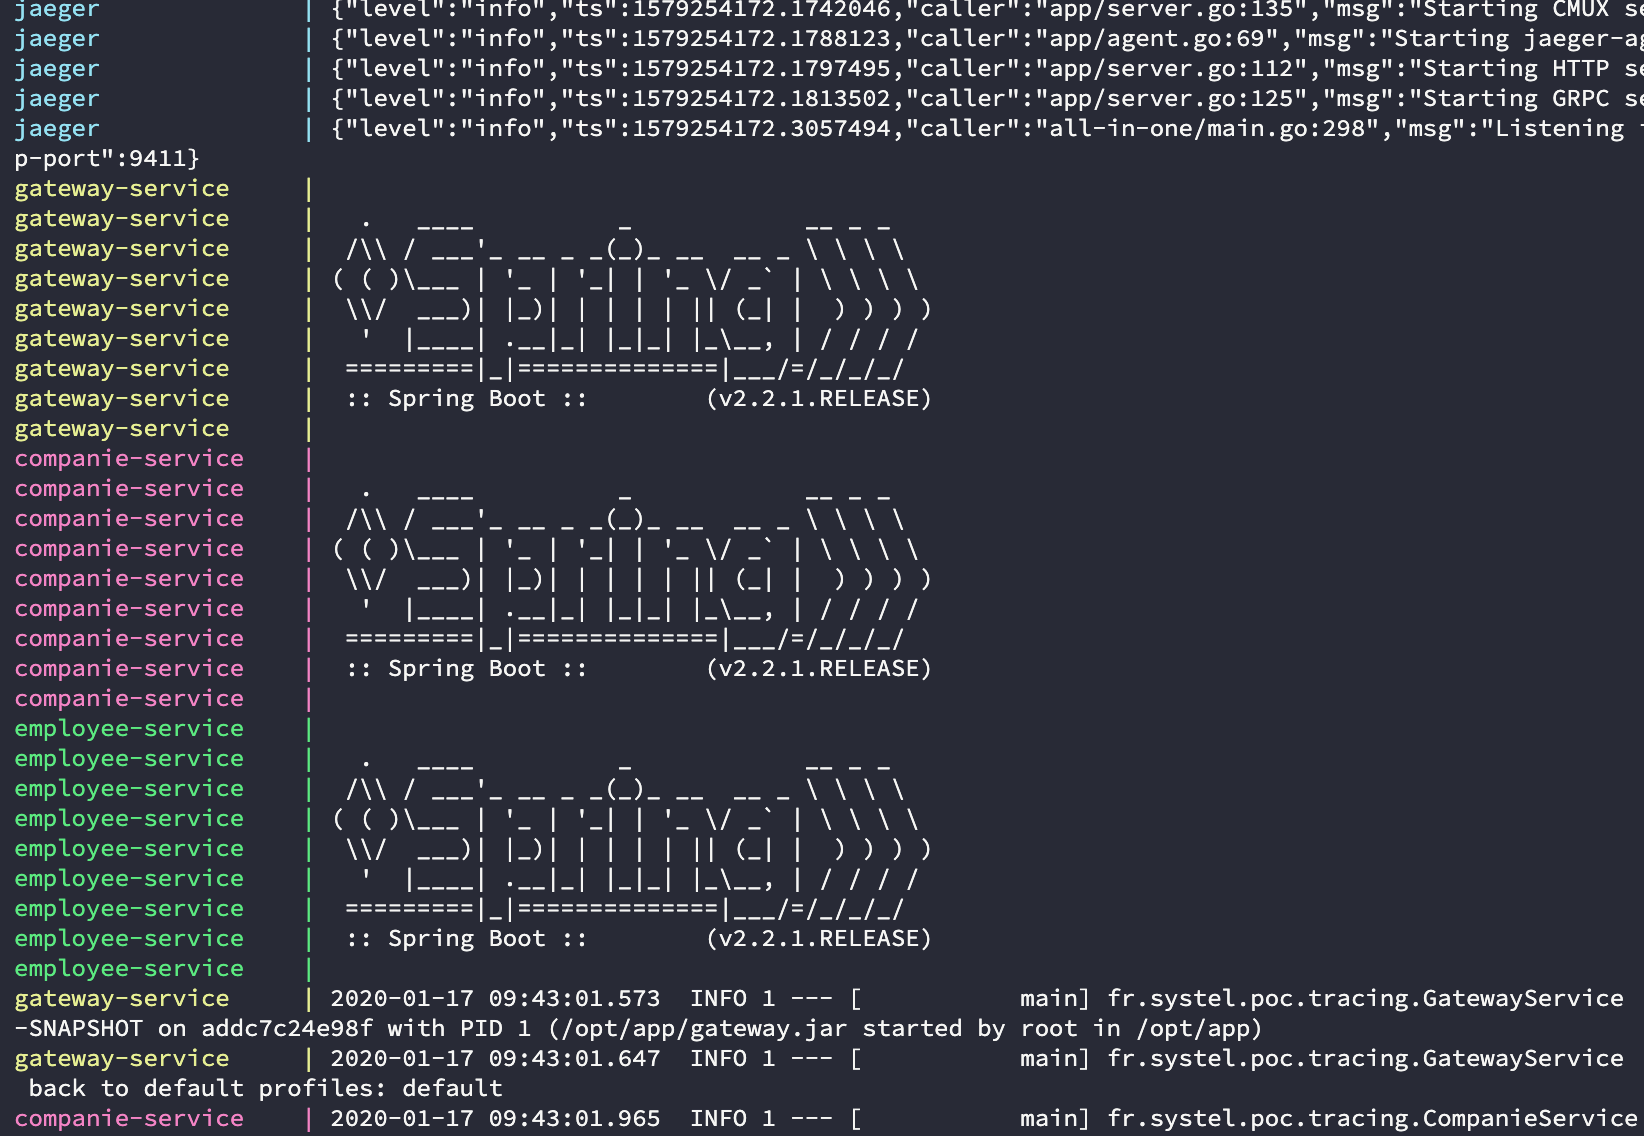 jaeger | {"level":"info","ts":1579254172.1742046,"caller":"app/server.go:135","msg":"Starting CMUX se
jaeger | {"level":"info","ts":1579254172.1788123,"caller":"app/agent.go:69","msg":"Starting jaeger-ag
jaeger | {"level":"info","ts":1579254172.1797495,"caller":"app/server.go:112","msg":"Starting HTTP se
jaeger | {"level":"info","ts":1579254172.1813502,"caller":"app/server.go:125","msg":"Starting GRPC se
jaeger | {"level":"info","ts":1579254172.3057494,"caller":"all-in-one/main.go:298","msg":"Listening
p-port":9411}
gateway-service |
gateway-service |   .   ____          _            __ _ _
gateway-service |  /\\ / ___'_ __ _ _(_)_ __  __ _ \ \ \ \
gateway-service | ( ( )\___ | '_ | '_| | '_ \/ _` | \ \ \ \
gateway-service |  \\/  ___)| |_)| | | | | || (_| |  ) ) ) )
gateway-service |   '  |____| .__|_| |_|_| |_\__, | / / / /
gateway-service |  =========|_|==============|___/=/_/_/_/
gateway-service |  :: Spring Boot ::        (v2.2.1.RELEASE)
gateway-service |
companie-service |
companie-service |   .   ____          _            __ _ _
companie-service |  /\\ / ___'_ __ _ _(_)_ __  __ _ \ \ \ \
companie-service | ( ( )\___ | '_ | '_| | '_ \/ _` | \ \ \ \
companie-service |  \\/  ___)| |_)| | | | | || (_| |  ) ) ) )
companie-service |   '  |____| .__|_| |_|_| |_\__, | / / / /
companie-service |  =========|_|==============|___/=/_/_/_/
companie-service |  :: Spring Boot ::        (v2.2.1.RELEASE)
companie-service |
employee-service |
employee-service |   .   ____          _            __ _ _
employee-service |  /\\ / ___'_ __ _ _(_)_ __  __ _ \ \ \ \
employee-service | ( ( )\___ | '_ | '_| | '_ \/ _` | \ \ \ \
employee-service |  \\/  ___)| |_)| | | | | || (_| |  ) ) ) )
employee-service |   '  |____| .__|_| |_|_| |_\__, | / / / /
employee-service |  =========|_|==============|___/=/_/_/_/
employee-service |  :: Spring Boot ::        (v2.2.1.RELEASE)
employee-service |
gateway-service | 2020-01-17 09:43:01.573  INFO 1 --- [           main] fr.systel.poc.tracing.GatewayService
-SNAPSHOT on addc7c24e98f with PID 1 (/opt/app/gateway.jar started by root in /opt/app)
gateway-service | 2020-01-17 09:43:01.647  INFO 1 --- [           main] fr.systel.poc.tracing.GatewayService
 back to default profiles: default
companie-service | 2020-01-17 09:43:01.965  INFO 1 --- [           main] fr.systel.poc.tracing.CompanieService